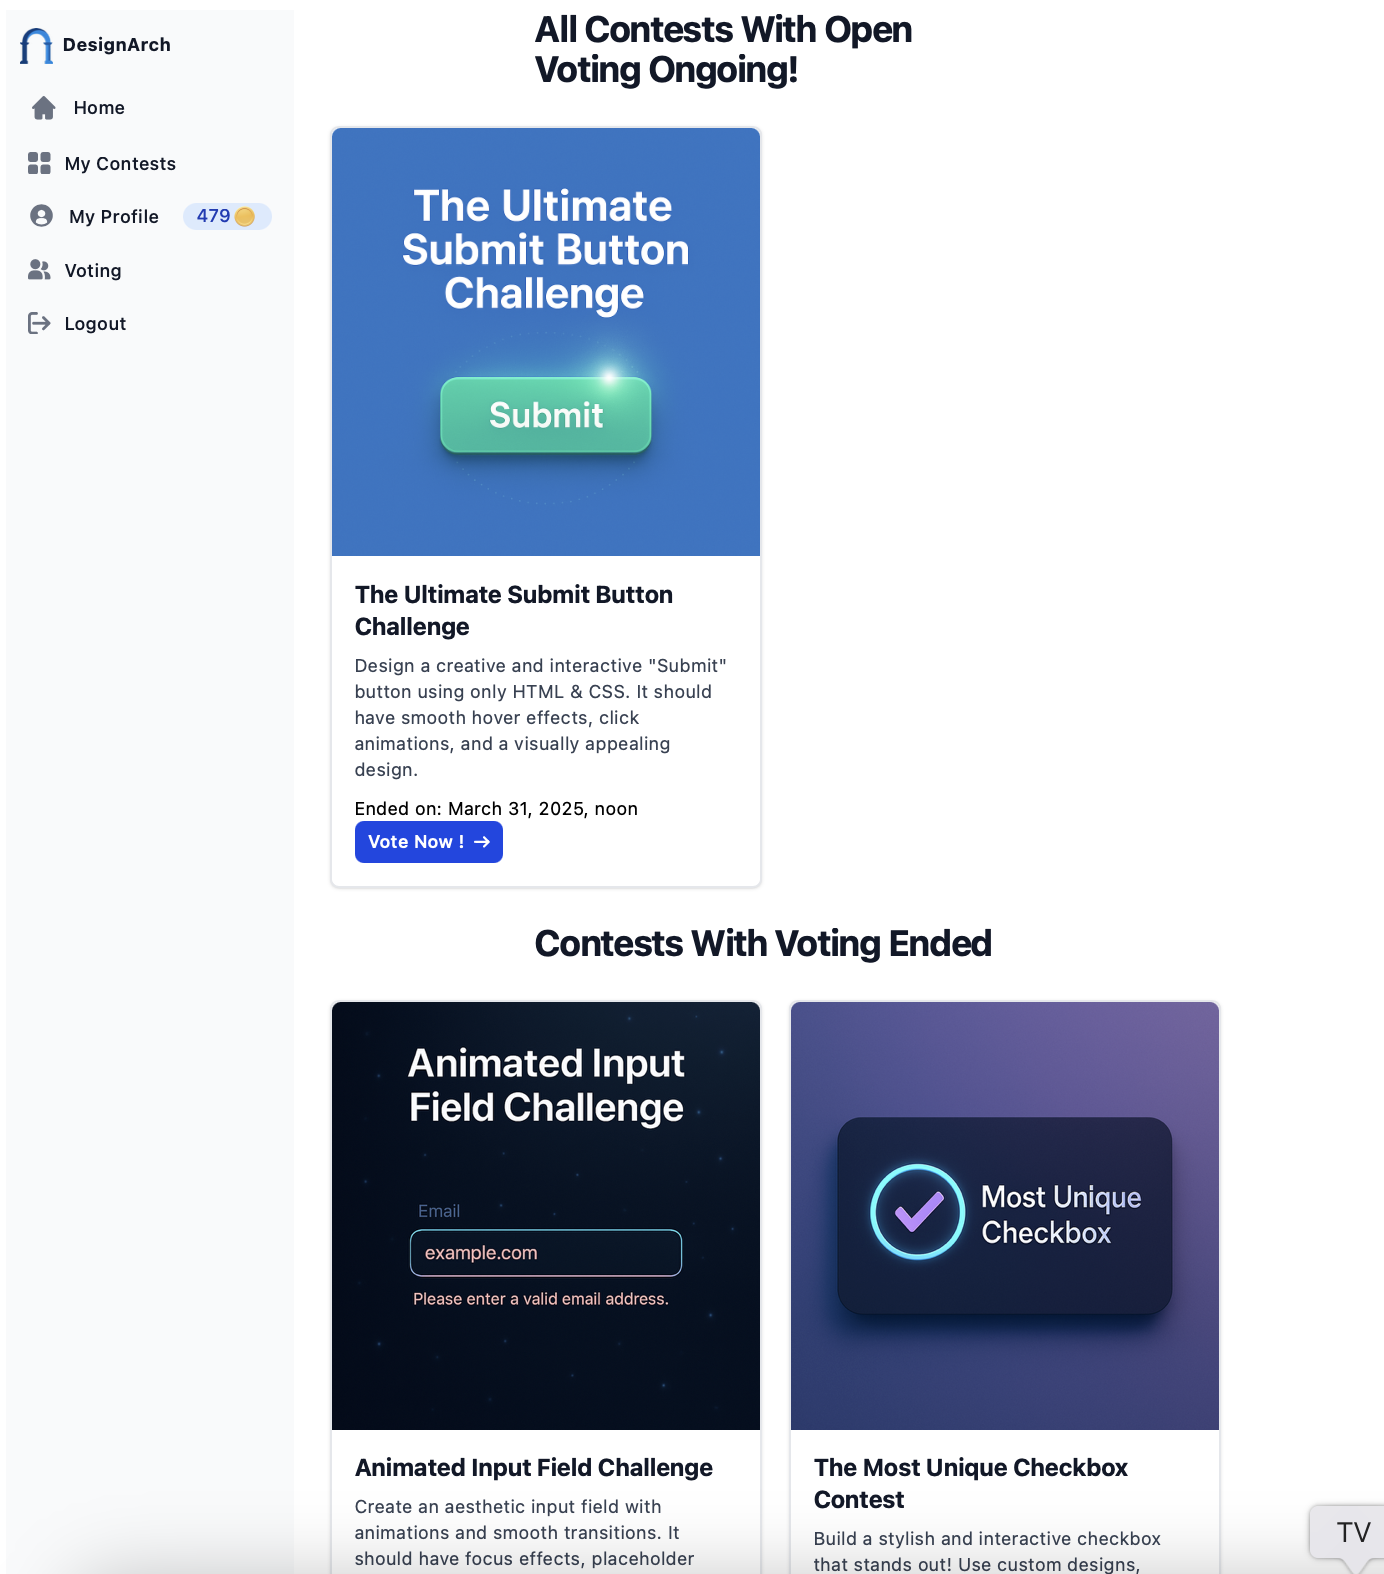 DesignArch
Home
My Contests
My Profile
479
Voting
Logout
All Contests With Open
Voting Ongoing!
The Ultimate
Submit Button
Challenge
Submit
The Ultimate Submit Button
Challenge
Design a creative and interactive "Submit"
button using only HTML & CSS. It should
have smooth hover effects, click
animations, and a visually appealing
design.
Ended on: March 31, 2025, noon
Vote Now ! →
Contests With Voting Ended
Animated Input
Field Challenge
Email
example.com
Please enter a valid email address.
Animated Input Field Challenge
Create an aesthetic input field with
animations and smooth transitions. It
should have focus effects, placeholder
Most Unique
Checkbox
The Most Unique Checkbox
Contest
Build a stylish and interactive checkbox
that stands out! Use custom designs,
TV